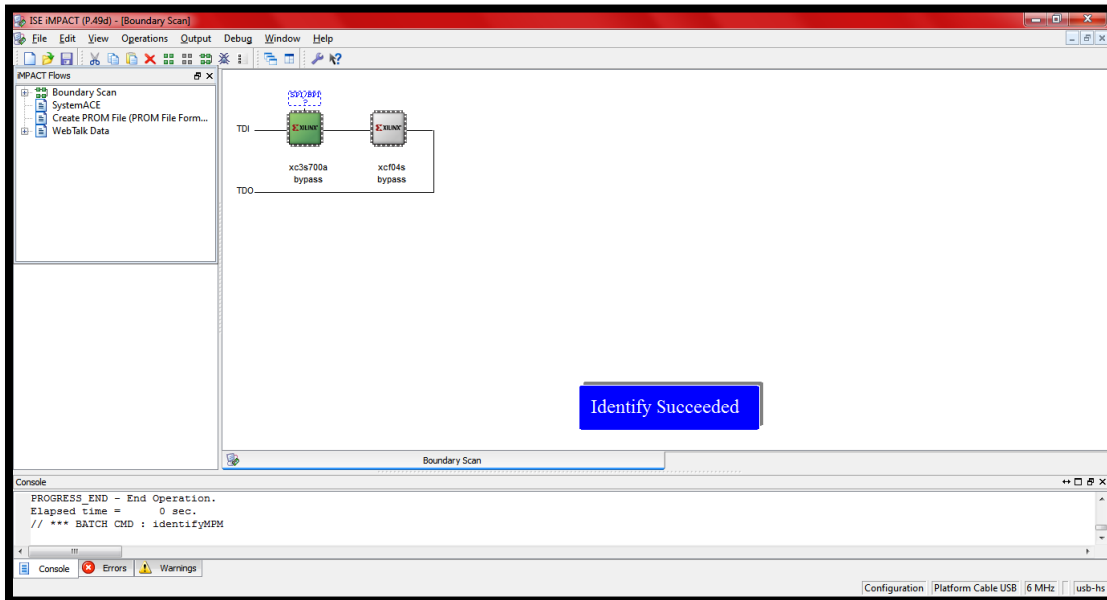 ISE iMPACT (P.49d) - [Boundary Scan]
File Edit View Operations Output Debug Window Help
iMPACT Flows
Boundary Scan
SystemACE
Create PROM File (PROM File Form...
WebTalk Data
SPI/BPI
?
TDI
XILINX XILINX
xc3s700a xcf04s
bypass bypass
TDO
Identify Succeeded
Boundary Scan
Console
PROGRESS_END - End Operation.
Elapsed time = 0 sec.
// *** BATCH CMD : identifyMPM
Console Errors Warnings
Configuration Platform Cable USB 6 MHz usb-hs